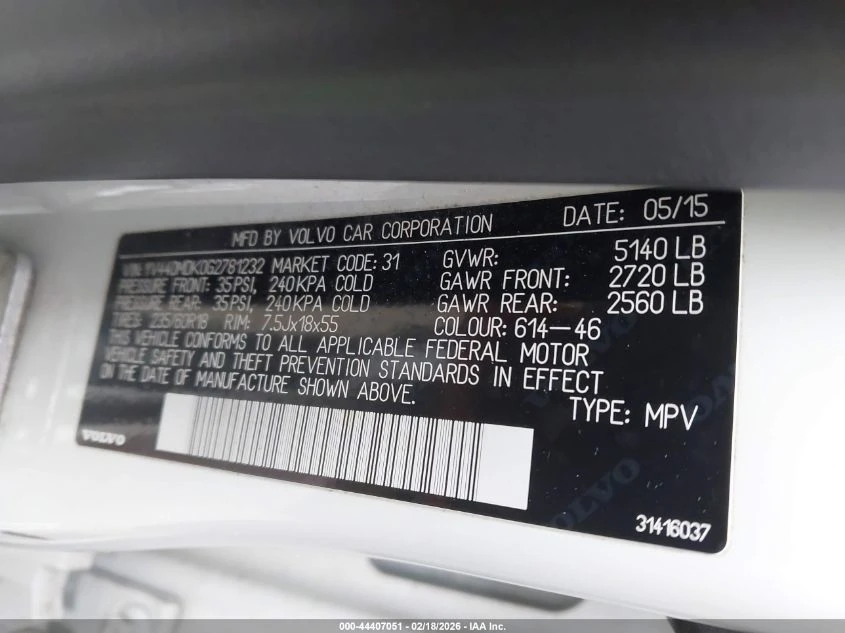 MFD BY VOLVO CAR CORPORATION DATE: 05/15
VIN: YV440MDK0G2781232 MARKET CODE: 31 GVWR: 5140 LB
PRESSURE FRONT: 35PSI, 240KPA COLD GAWR FRONT: 2720 LB
PRESSURE REAR: 35PSI, 240KPA COLD GAWR REAR: 2560 LB
TIRES: 235/60R18 RIM: 7.5Jx18x55 COLOUR: 614-46
THIS VEHICLE CONFORMS TO ALL APPLICABLE FEDERAL MOTOR
VEHICLE SAFETY AND THEFT PREVENTION STANDARDS IN EFFECT
ON THE DATE OF MANUFACTURE SHOWN ABOVE.
TYPE: MPV
VOLVO
VOLVO
31416037
000-44407051 - 02/18/2026 - IAA Inc.